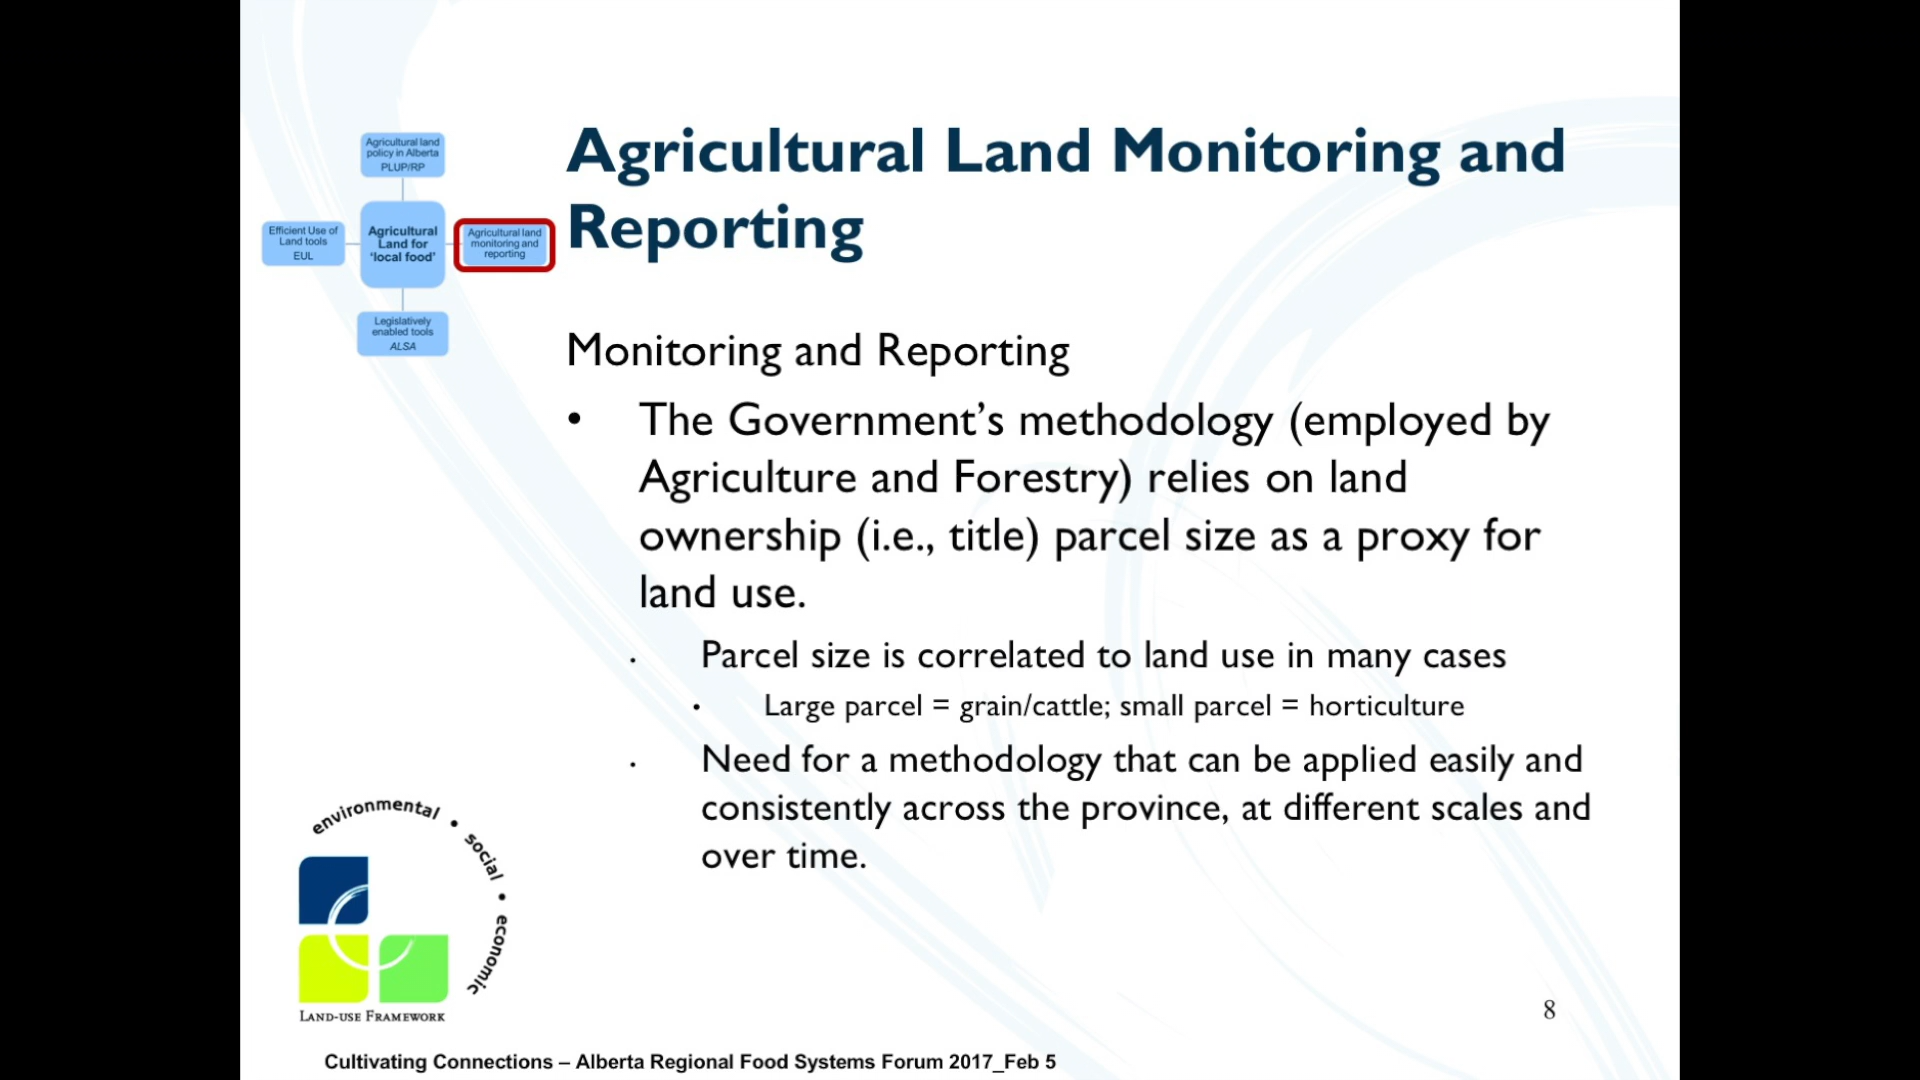 Agricultural Land Monitoring and
Reporting
Agricultural land
policy in Alberta
PLUP/RP
Efficient Use of
Land tools
EUL
Agricultural
Land for
'local food'
Agricultural land
monitoring and
reporting
Legislatively
enabled tools
ALSA
Monitoring and Reporting
• The Government’s methodology (employed by
Agriculture and Forestry) relies on land
ownership (i.e., title) parcel size as a proxy for
land use.
• Parcel size is correlated to land use in many cases
• Large parcel = grain/cattle; small parcel = horticulture
• Need for a methodology that can be applied easily and
consistently across the province, at different scales and
over time.
environmental • social • economic
LAND-USE FRAMEWORK
8
Cultivating Connections – Alberta Regional Food Systems Forum 2017_Feb 5